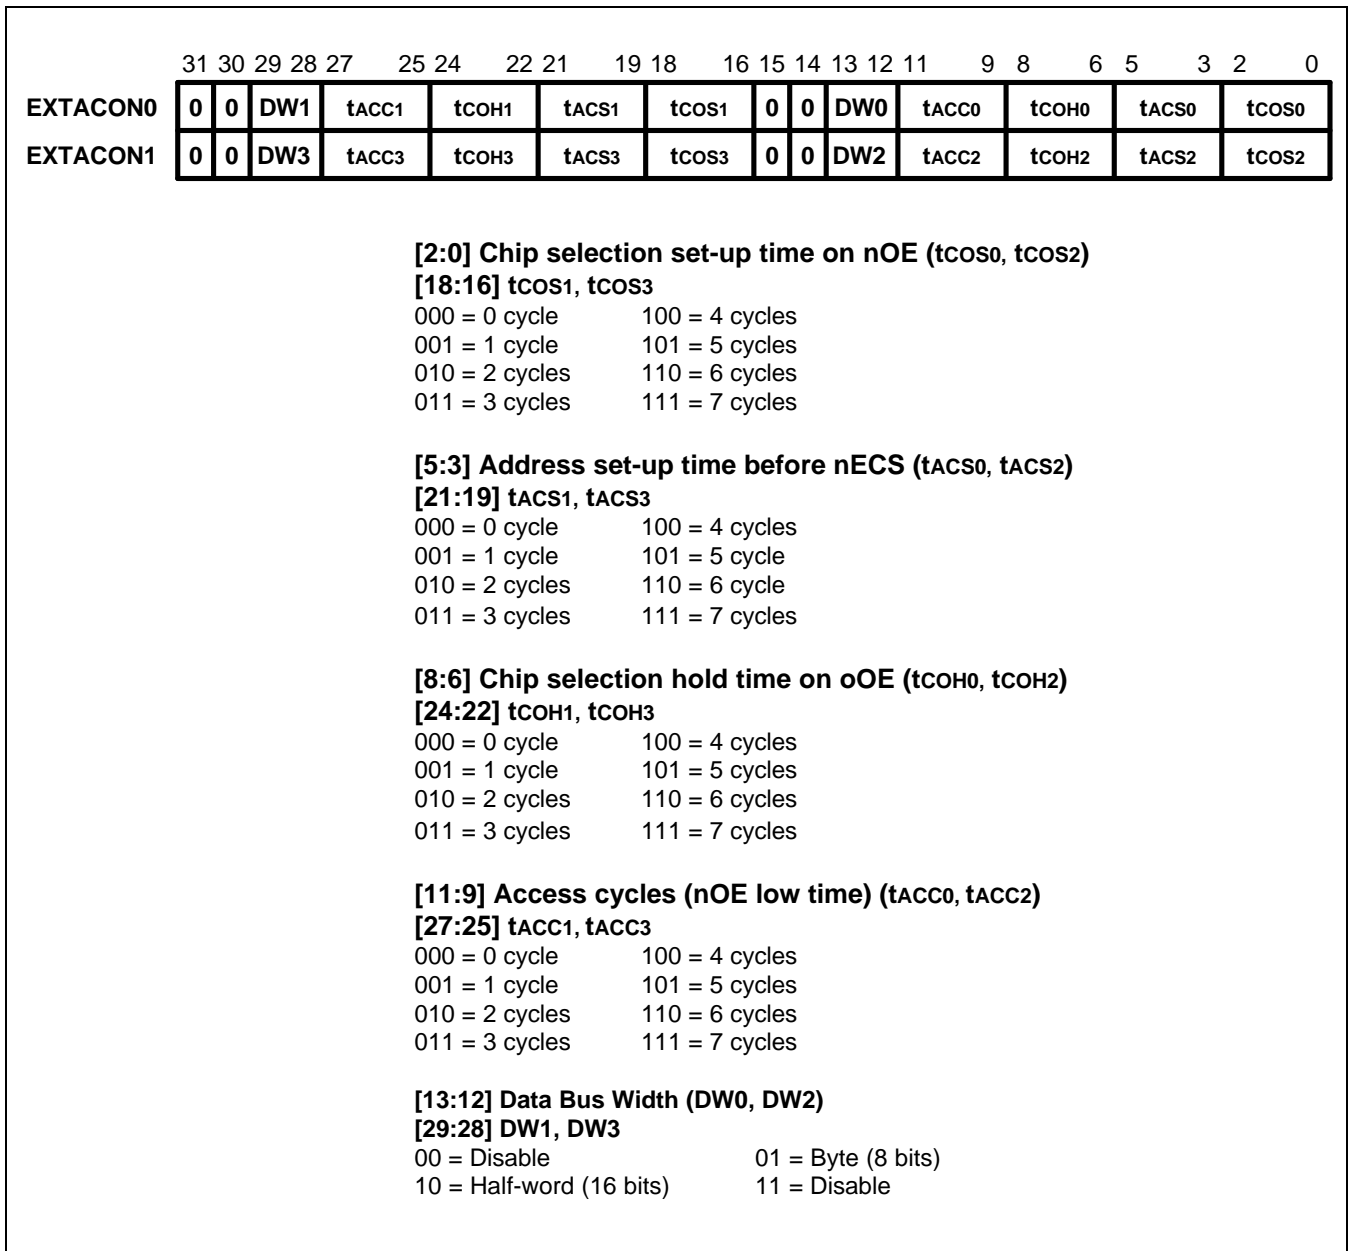 31 30 29 28 27 25 24 22 21 19 18 16 15 14 13 12 11 9 8 6 5 3 2 0
EXTACON0 0 0 DW1 tACC1 tCOH1 tACS1 tCOS1 0 0 DW0 tACC0 tCOH0 tACS0 tCOS0
EXTACON1 0 0 DW3 tACC3 tCOH3 tACS3 tCOS3 0 0 DW2 tACC2 tCOH2 tACS2 tCOS2
[2:0] Chip selection set-up time on nOE (tCOS0, tCOS2)
[18:16] tCOS1, tCOS3
000 = 0 cycle 100 = 4 cycles
001 = 1 cycle 101 = 5 cycles
010 = 2 cycles 110 = 6 cycles
011 = 3 cycles 111 = 7 cycles
[5:3] Address set-up time before nECS (tACS0, tACS2)
[21:19] tACS1, tACS3
000 = 0 cycle 100 = 4 cycles
001 = 1 cycle 101 = 5 cycle
010 = 2 cycles 110 = 6 cycle
011 = 3 cycles 111 = 7 cycles
[8:6] Chip selection hold time on oOE (tCOH0, tCOH2)
[24:22] tCOH1, tCOH3
000 = 0 cycle 100 = 4 cycles
001 = 1 cycle 101 = 5 cycles
010 = 2 cycles 110 = 6 cycles
011 = 3 cycles 111 = 7 cycles
[11:9] Access cycles (nOE low time) (tACC0, tACC2)
[27:25] tACC1, tACC3
000 = 0 cycle 100 = 4 cycles
001 = 1 cycle 101 = 5 cycles
010 = 2 cycles 110 = 6 cycles
011 = 3 cycles 111 = 7 cycles
[13:12] Data Bus Width (DW0, DW2)
[29:28] DW1, DW3
00 = Disable 01 = Byte (8 bits)
10 = Half-word (16 bits) 11 = Disable